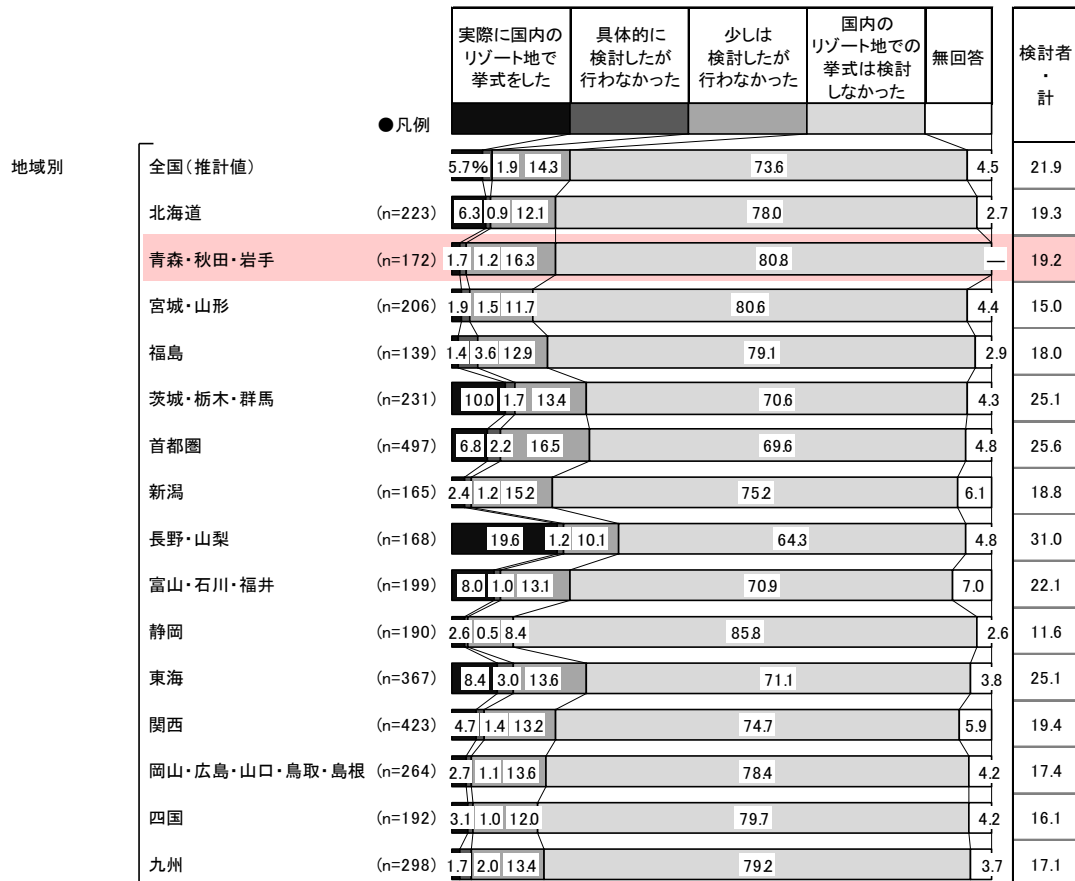 実際に国内の
リゾート地で
挙式をした
具体的に
検討したが
行わなかった
少しは
検討したが
行わなかった
国内の
リゾート地での
挙式は検討
しなかった
無回答
検討者
・
計
●凡例
地域別
全国(推計値) 5.7% 1.9 14.3 73.6 4.5 21.9
北海道 (n=223) 6.3 0.9 12.1 78.0 2.7 19.3
青森・秋田・岩手 (n=172) 1.7 1.2 16.3 80.8 — 19.2
宮城・山形 (n=206) 1.9 1.5 11.7 80.6 4.4 15.0
福島 (n=139) 1.4 3.6 12.9 79.1 2.9 18.0
茨城・栃木・群馬 (n=231) 10.0 1.7 13.4 70.6 4.3 25.1
首都圏 (n=497) 6.8 2.2 16.5 69.6 4.8 25.6
新潟 (n=165) 2.4 1.2 15.2 75.2 6.1 18.8
長野・山梨 (n=168) 19.6 1.2 10.1 64.3 4.8 31.0
富山・石川・福井 (n=199) 8.0 1.0 13.1 70.9 7.0 22.1
静岡 (n=190) 2.6 0.5 8.4 85.8 2.6 11.6
東海 (n=367) 8.4 3.0 13.6 71.1 3.8 25.1
関西 (n=423) 4.7 1.4 13.2 74.7 5.9 19.4
岡山・広島・山口・鳥取・島根 (n=264) 2.7 1.1 13.6 78.4 4.2 17.4
四国 (n=192) 3.1 1.0 12.0 79.7 4.2 16.1
九州 (n=298) 1.7 2.0 13.4 79.2 3.7 17.1